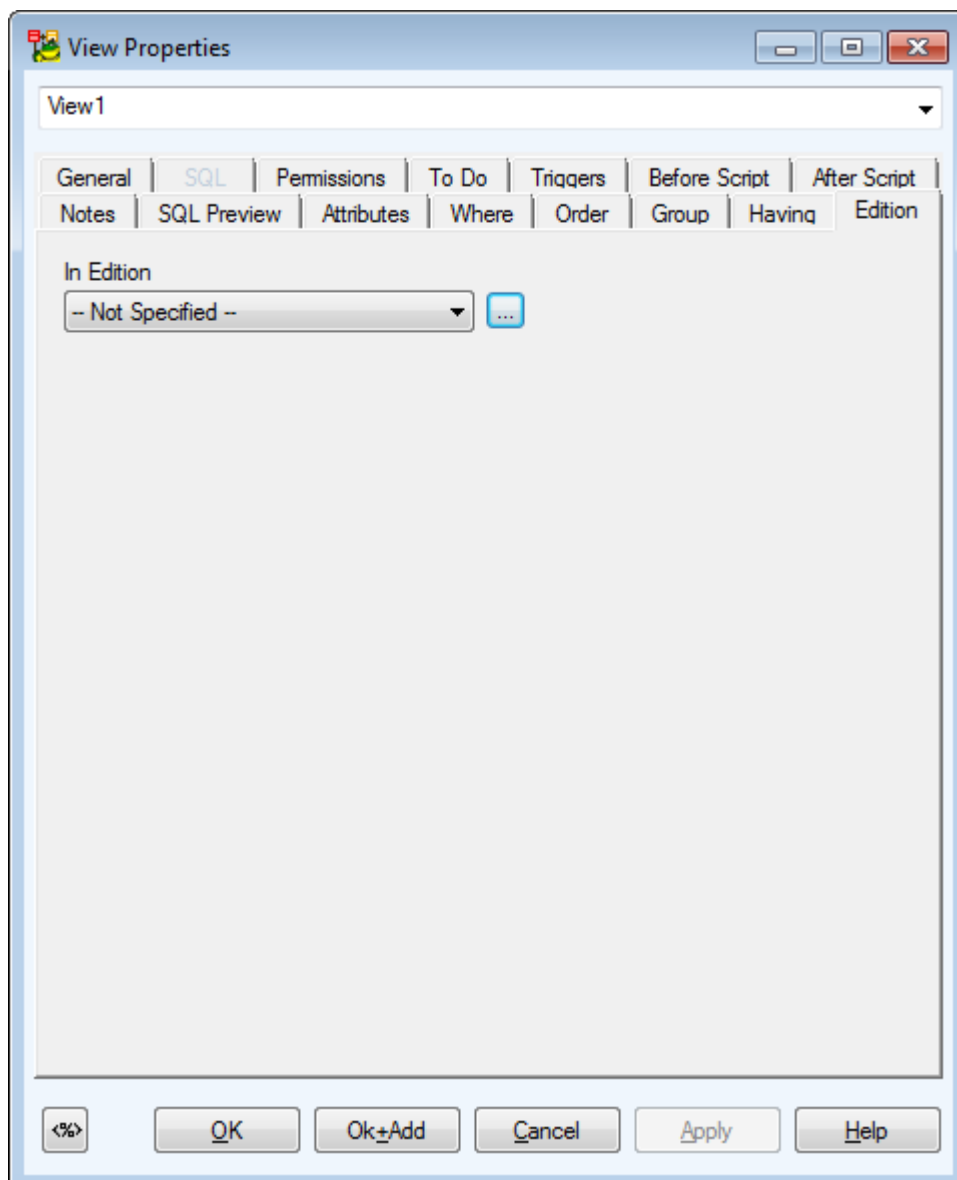 View Properties
View1
General SQL Permissions To Do Triggers Before Script After Script
Notes SQL Preview Attributes Where Order Group Having Edition
In Edition
-- Not Specified --
...
<%> OK Ok+Add Cancel Apply Help